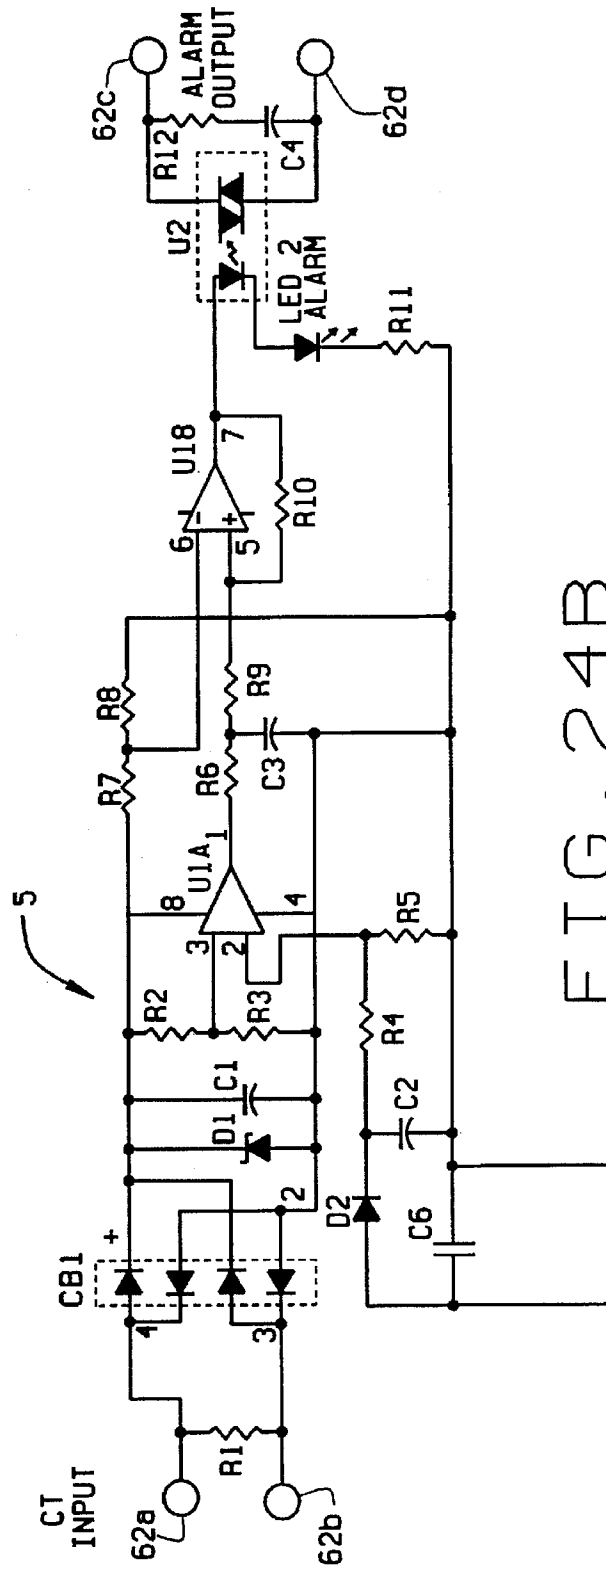 5
CT
INPUT
62a
62b
R1
CB1
4
3
+
2
D1
C1
R2
R3
3
2
8
4
U1A
1
D2
C6
C2
R4
R5
R6
C3
R7
R8
R9
6
5
-
+
U18
7
R10
U2
LED 2
ALARM
R11
R12
C4
ALARM
OUTPUT
62c
62d
FIG. 24B